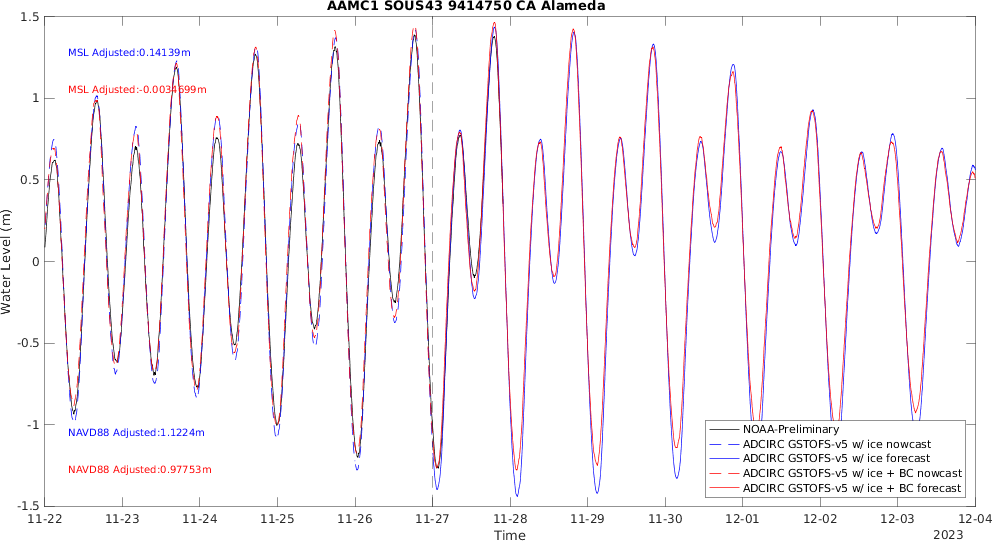 AAMC1 SOUS43 9414750 CA Alameda
1.5
1
0.5
0
-0.5
-1
-1.5
Water Level (m)
MSL Adjusted:0.14139m
MSL Adjusted:-0.0034699m
NAVD88 Adjusted:1.1224m
NAVD88 Adjusted:0.97753m
NOAA-Preliminary
ADCIRC GSTOFS-v5 w/ ice nowcast
ADCIRC GSTOFS-v5 w/ ice forecast
ADCIRC GSTOFS-v5 w/ ice + BC nowcast
ADCIRC GSTOFS-v5 w/ ice + BC forecast
11-22 11-23 11-24 11-25 11-26 11-27 11-28 11-29 11-30 12-01 12-02 12-03 12-04
Time
2023